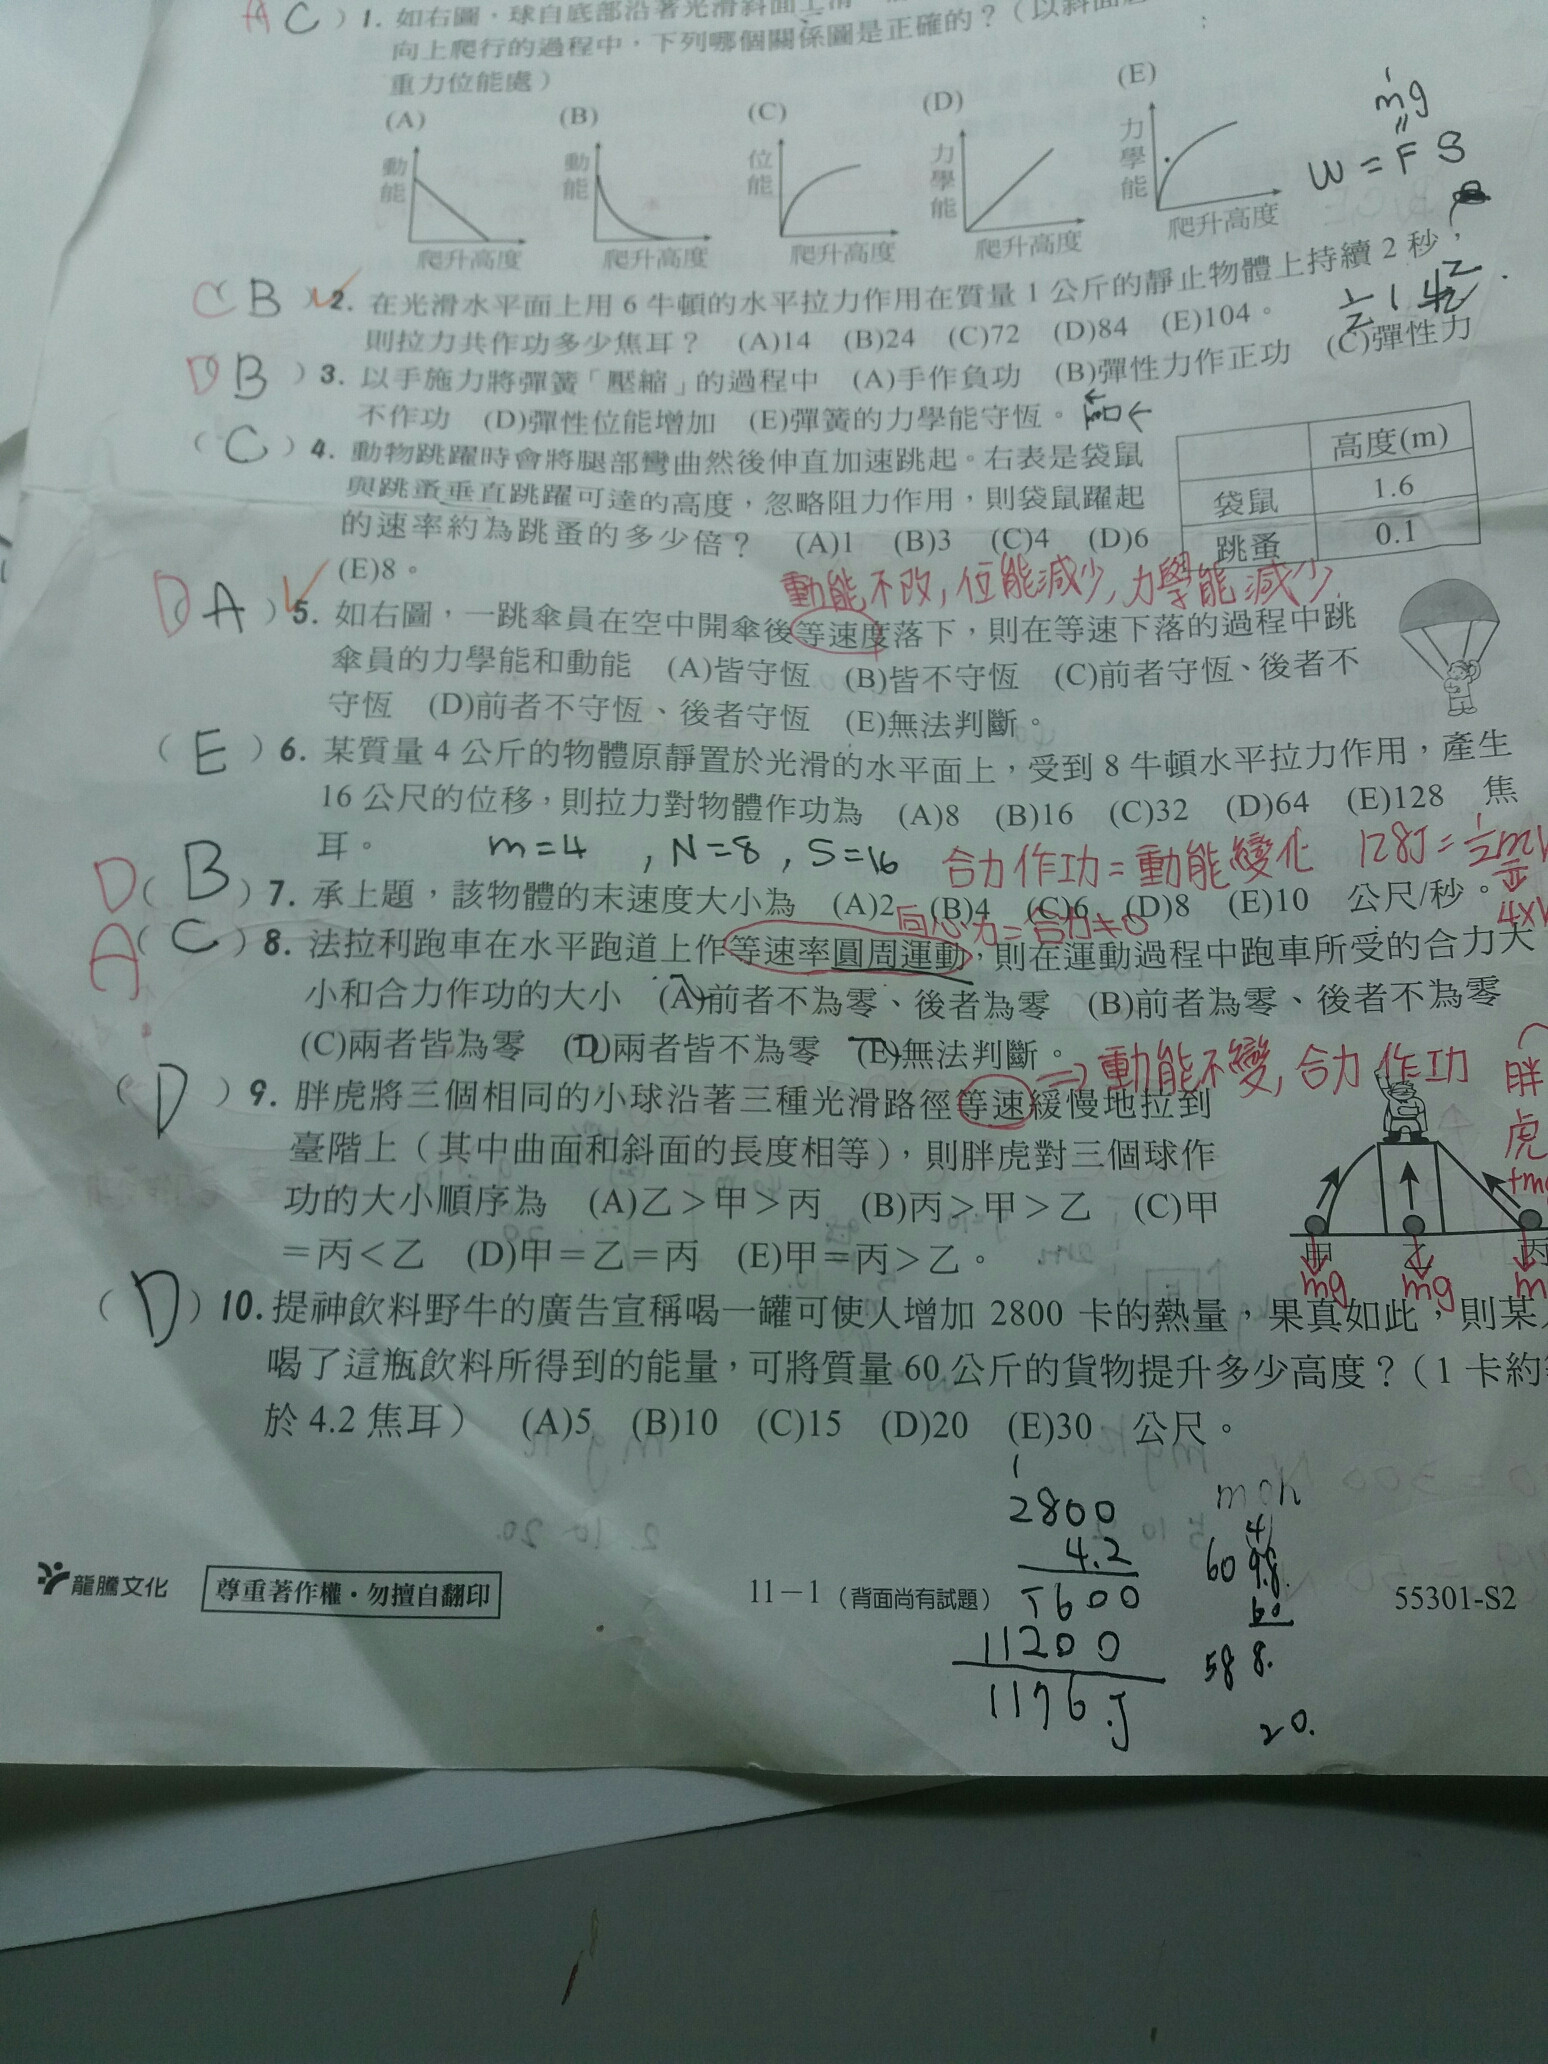 A C ) 1. 如右圖，球自底部沿著光滑斜面上滑
向上爬行的過程中，下列哪個關係圖是正確的？（以斜面
重力位能處）
(A) (B) (C) (D) (E)
動能 動能 位能 力學能 力學能
爬升高度 爬升高度 爬升高度 爬升高度 爬升高度
mg
W = F S
C B ) 2. 在光滑水平面上用 6 牛頓的水平拉力作用在質量 1 公斤的靜止物體上持續 2 秒，
則拉力共作功多少焦耳？ (A)14 (B)24 (C)72 (D)84 (E)104。
D B ) 3. 以手施力將彈簧「壓縮」的過程中 (A)手作負功 (B)彈性力作正功 (C)彈性力
不作功 (D)彈性位能增加 (E)彈簧的力學能守恆。
( C ) 4. 動物跳躍時會將腿部彎曲然後伸直加速跳起。右表是袋鼠
與跳蚤垂直跳躍可達的高度，忽略阻力作用，則袋鼠躍起
的速率約為跳蚤的多少倍？ (A)1 (B)3 (C)4 (D)6
(E)8。
高度(m)
袋鼠 1.6
跳蚤 0.1
動能不改，位能減少，力學能減少
D A ) 5. 如右圖，一跳傘員在空中開傘後等速度落下，則在等速下落的過程中跳
傘員的力學能和動能 (A)皆守恆 (B)皆不守恆 (C)前者守恆、後者不
守恆 (D)前者不守恆、後者守恆 (E)無法判斷。
( E ) 6. 某質量 4 公斤的物體原靜置於光滑的水平面上，受到 8 牛頓水平拉力作用，產生
16 公尺的位移，則拉力對物體作功為 (A)8 (B)16 (C)32 (D)64 (E)128 焦
耳。 m=4 , N=8 , S=16 合力作功=動能變化 128J=½mv
D ( B ) 7. 承上題，該物體的末速度大小為 (A)2 (B)4 (C)6 (D)8 (E)10 公尺/秒。
向心力=合力≠0 4×V
A ( C ) 8. 法拉利跑車在水平跑道上作等速率圓周運動，則在運動過程中跑車所受的合力大
小和合力作功的大小 (A)前者不為零、後者為零 (B)前者為零、後者不為零
(C)兩者皆為零 (D)兩者皆不為零 (E)無法判斷。
⇒動能不變，合力作功
( D ) 9. 胖虎將三個相同的小球沿著三種光滑路徑等速緩慢地拉到
臺階上（其中曲面和斜面的長度相等），則胖虎對三個球作
功的大小順序為 (A)乙＞甲＞丙 (B)丙＞甲＞乙 (C)甲
＝丙＜乙 (D)甲＝乙＝丙 (E)甲＝丙＞乙。
胖虎
甲 乙 丙
mg mg m
( D ) 10. 提神飲料野牛的廣告宣稱喝一罐可使人增加 2800 卡的熱量，果真如此，則某
喝了這瓶飲料所得到的能量，可將質量 60 公斤的貨物提升多少高度？（1 卡約
於 4.2 焦耳） (A)5 (B)10 (C)15 (D)20 (E)30 公尺。
2800
4.2
5600
11200
1176 J
60 9.8
60
588.
20.
龍騰文化 尊重著作權・勿擅自翻印 11－1（背面尚有試題） 55301-S2